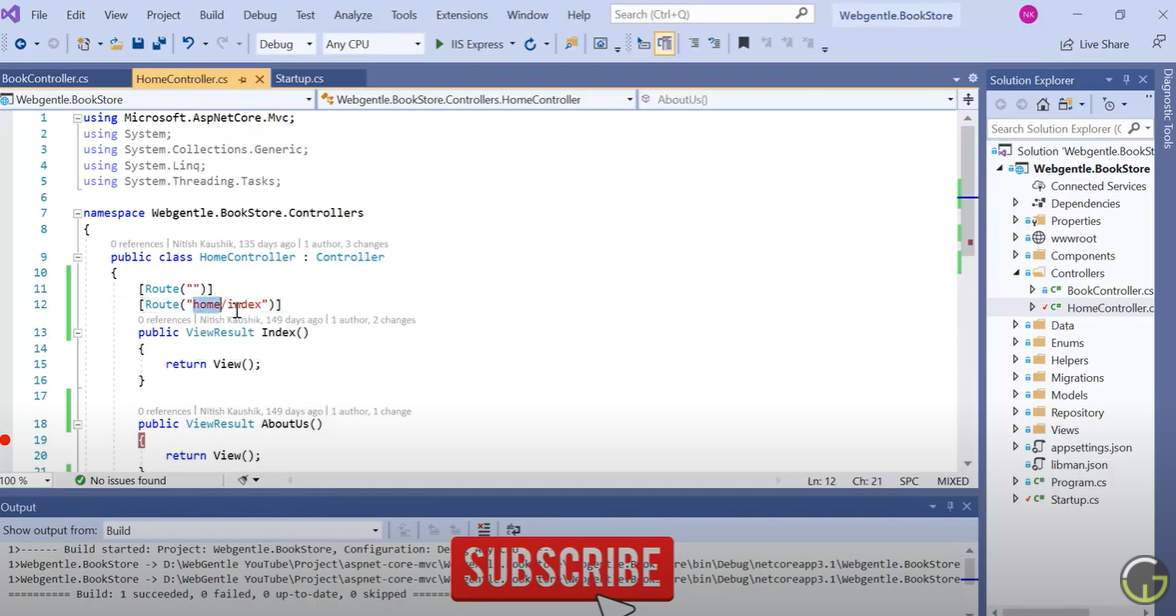 File Edit View Project Build Debug Test Analyze Tools Extensions Window Help Search (Ctrl+Q) Webgentle.BookStore NK
Debug Any CPU IIS Express Live Share
BookController.cs HomeController.cs Startup.cs
Webgentle.BookStore Webgentle.BookStore.Controllers.HomeController AboutUs()
1 using Microsoft.AspNetCore.Mvc;
2 using System;
3 using System.Collections.Generic;
4 using System.Linq;
5 using System.Threading.Tasks;
6
7 namespace Webgentle.BookStore.Controllers
8 {
0 references | Nitish Kaushik, 135 days ago | 1 author, 3 changes
9 public class HomeController : Controller
10 {
11 [Route("")]
12 [Route("home/index")]
0 references | Nitish Kaushik, 149 days ago | 1 author, 2 changes
13 public ViewResult Index()
14 {
15 return View();
16 }
17
0 references | Nitish Kaushik, 149 days ago | 1 author, 1 change
18 public ViewResult AboutUs()
19 {
20 return View();
21 }
100 % No issues found Ln: 12 Ch: 21 SPC MIXED
Solution Explorer
Search Solution Explorer (
Solution 'Webgentle.BookSto
Webgentle.BookStore
Connected Services
Dependencies
Properties
wwwroot
Components
Controllers
BookController.cs
HomeController.c
Data
Enums
Helpers
Migrations
Models
Repository
Views
appsettings.json
libman.json
Program.cs
Startup.cs
Diagnostic Tools
Output
Show output from: Build
1>------ Build started: Project: Webgentle.BookStore, Configuration:
1>Webgentle.BookStore -> D:\WebGentle YouTube\Project\aspnet-core-mvc\
bin\Debug\netcoreapp3.1\Webgentle.BookStore
1>Webgentle.BookStore -> D:\WebGentle YouTube\Project\aspnet-core-mvc\
bin\Debug\netcoreapp3.1\Webgentle.BookStore
========== Build: 1 succeeded, 0 failed, 0 up-to-date, 0 skipped
SUBSCRIBE